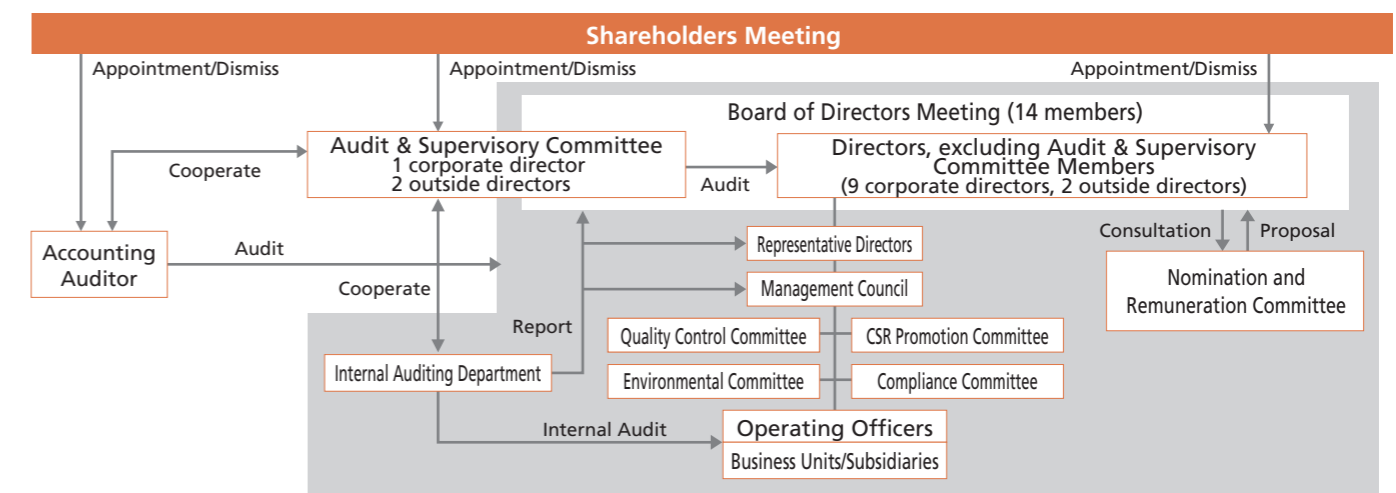 Shareholders Meeting
Appointment/Dismiss
Appointment/Dismiss
Appointment/Dismiss
Board of Directors Meeting (14 members)
Audit & Supervisory Committee
1 corporate director
2 outside directors
Directors, excluding Audit & Supervisory
Committee Members
(9 corporate directors, 2 outside directors)
Cooperate
Audit
Accounting
Auditor
Audit
Cooperate
Representative Directors
Consultation
Proposal
Management Council
Nomination and
Remuneration Committee
Report
Quality Control Committee
CSR Promotion Committee
Internal Auditing Department
Environmental Committee
Compliance Committee
Internal Audit
Operating Officers
Business Units/Subsidiaries